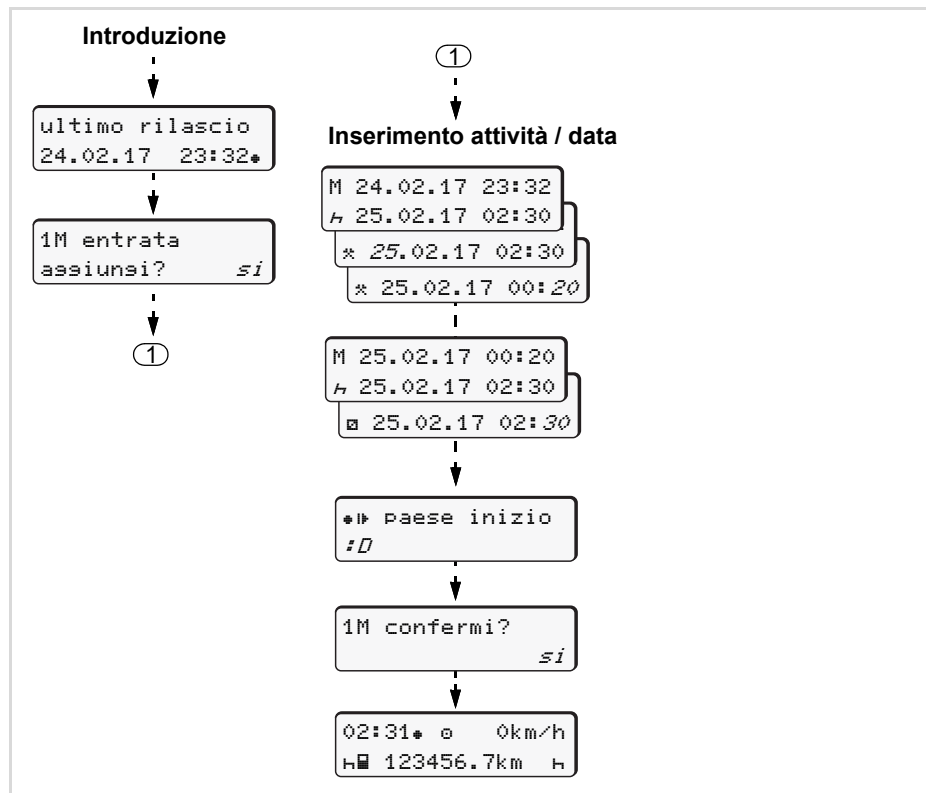 Introduzione
ultimo rilascio
24.02.17 23:32
1M entrata
aggiungi? si
1
1
Inserimento attività / data
M 24.02.17 23:32
25.02.17 02:30
25.02.17 02:30
25.02.17 00:20
M 25.02.17 00:20
25.02.17 02:30
25.02.17 02:30
paese inizio
:D
1M confermi?
si
02:31 0km/h
123456.7km